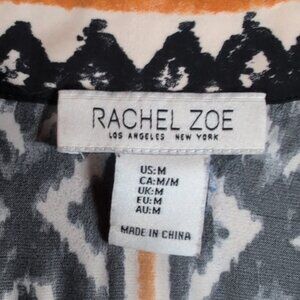 RACHEL ZOE
LOS ANGELES NEW YORK
US:M
CA:M/M
UK:M
EU:M
AU:M
MADE IN CHINA